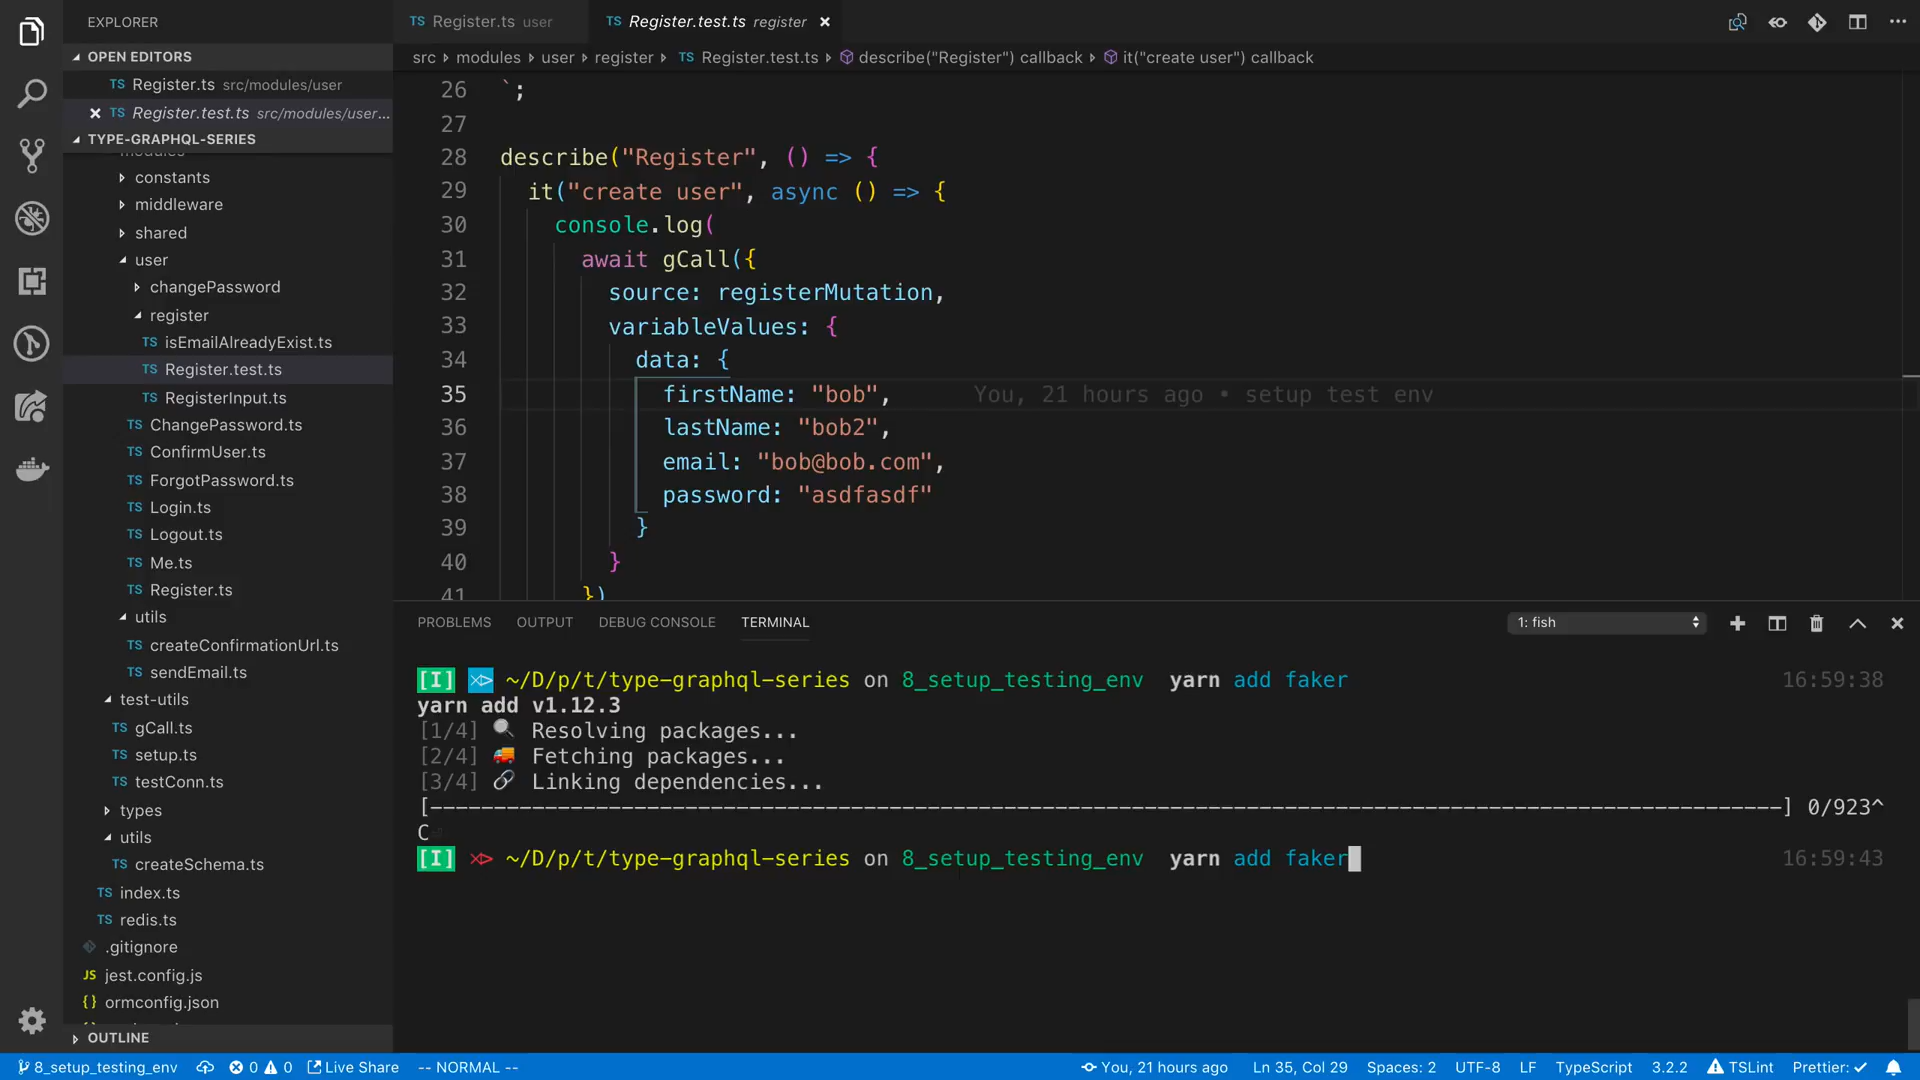 EXPLORER
OPEN EDITORS
TS Register.ts src/modules/user
TS Register.test.ts src/modules/user...
TYPE-GRAPHQL-SERIES
modules
constants
middleware
shared
user
changePassword
register
TS isEmailAlreadyExist.ts
TS Register.test.ts
TS RegisterInput.ts
TS ChangePassword.ts
TS ConfirmUser.ts
TS ForgotPassword.ts
TS Login.ts
TS Logout.ts
TS Me.ts
TS Register.ts
utils
TS createConfirmationUrl.ts
TS sendEmail.ts
test-utils
TS gCall.ts
TS setup.ts
TS testConn.ts
types
utils
TS createSchema.ts
TS index.ts
TS redis.ts
.gitignore
JS jest.config.js
{} ormconfig.json
OUTLINE
TS Register.ts user
TS Register.test.ts register
src modules user register TS Register.test.ts describe("Register") callback it("create user") callback
26 `;
27
28 describe("Register", () => {
29 it("create user", async () => {
30 console.log(
31 await gCall({
32 source: registerMutation,
33 variableValues: {
34 data: {
35 firstName: "bob", You, 21 hours ago • setup test env
36 lastName: "bob2",
37 email: "bob@bob.com",
38 password: "asdfasdf"
39 }
40 }
41 })
PROBLEMS OUTPUT DEBUG CONSOLE TERMINAL 1: fish
[I] ~/D/p/t/type-graphql-series on 8_setup_testing_env yarn add faker 16:59:38
yarn add v1.12.3
[1/4] Resolving packages...
[2/4] Fetching packages...
[3/4] Linking dependencies...
[----------------------------------------------------------------------------------------------------------] 0/923^
C
[I] ~/D/p/t/type-graphql-series on 8_setup_testing_env yarn add faker 16:59:43
8_setup_testing_env 0 0 Live Share -- NORMAL -- You, 21 hours ago Ln 35, Col 29 Spaces: 2 UTF-8 LF TypeScript 3.2.2 TSLint Prettier: ✓